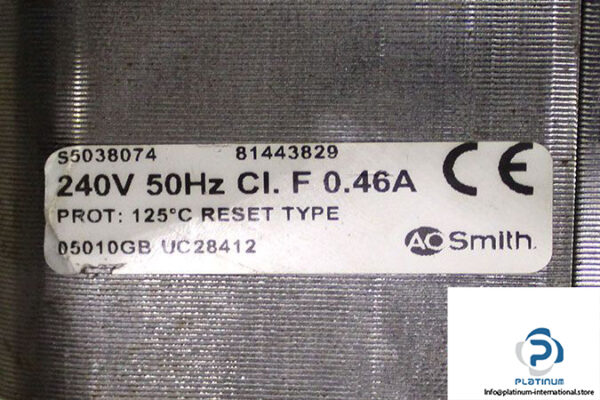 S5038074 81443829
240V 50Hz Cl. F 0.46A
CE
PROT: 125°C RESET TYPE
05010GB UC28412
AO Smith.
PLATINUM
Info@platinum-international.store